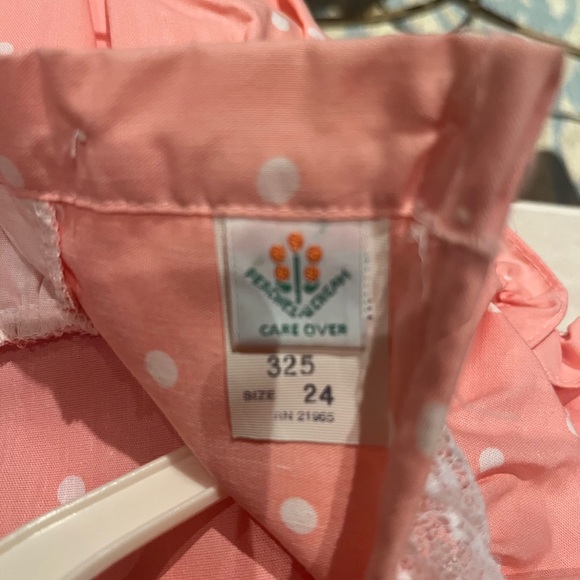 PEACHES 'N CREAM
CARE OVER
325
SIZE 24
RN 21965